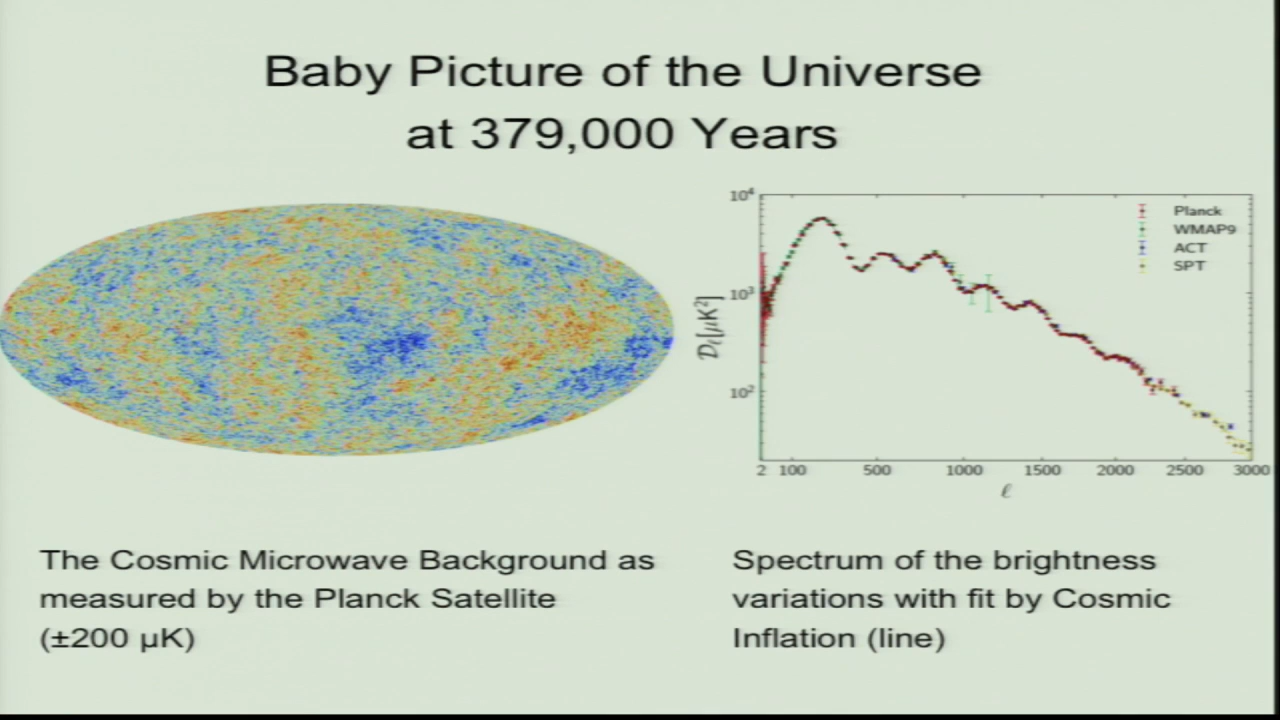 Baby Picture of the Universe
at 379,000 Years
10⁴
10³
10²
𝒟ℓ[μK²]
Planck
WMAP9
ACT
SPT
2 100 500 1000 1500 2000 2500 3000
ℓ
The Cosmic Microwave Background as
measured by the Planck Satellite
(±200 µK)
Spectrum of the brightness
variations with fit by Cosmic
Inflation (line)